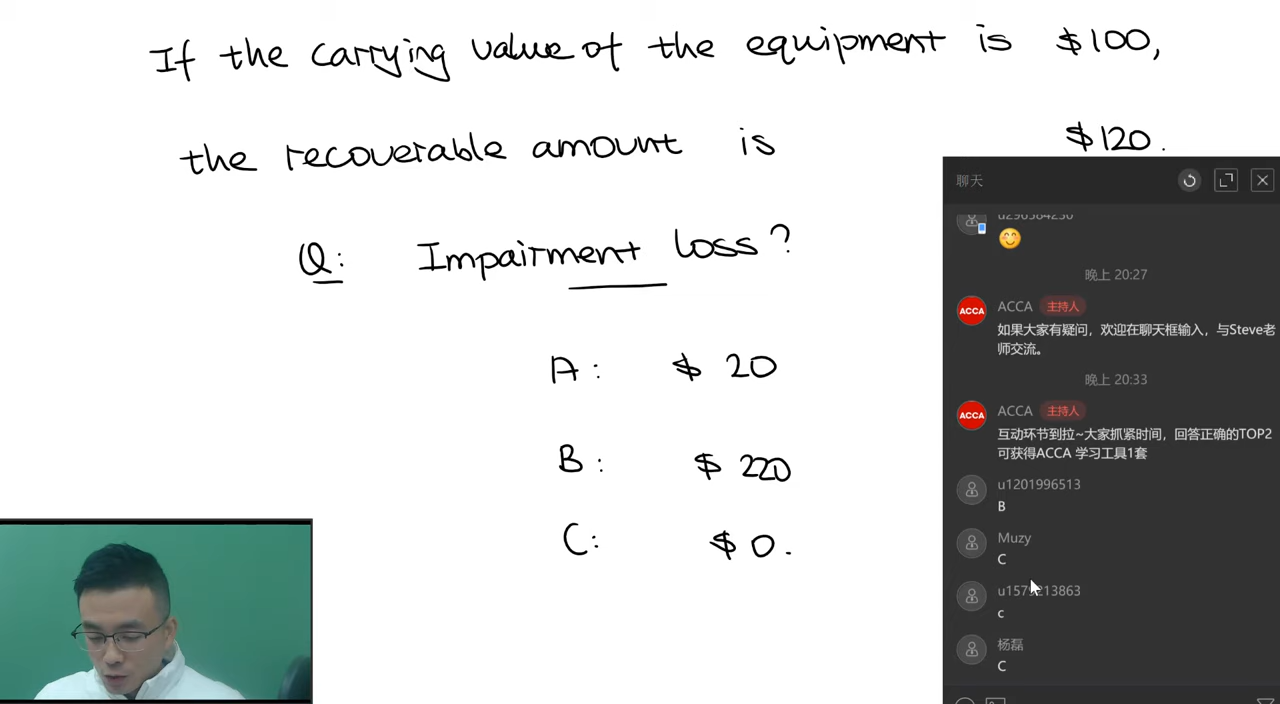 If the carrying value of the equipment is $100,
the recoverable amount is $120.
Q: Impairment loss?
A: $ 20
B: $ 220
C: $ 0.
聊天
u296584230
晚上 20:27
ACCA 主持人
如果大家有疑问，欢迎在聊天框输入，与Steve老
师交流。
晚上 20:33
ACCA 主持人
互动环节到拉~大家抓紧时间，回答正确的TOP2
可获得ACCA 学习工具1套
u1201996513
B
Muzy
C
c
杨磊
C